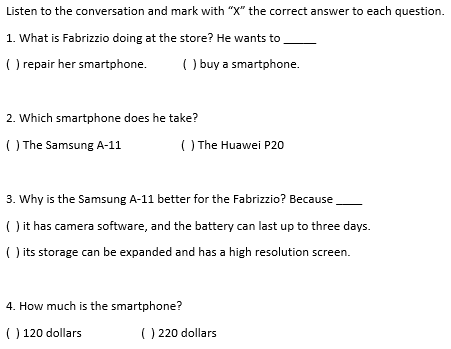 Listen to the conversation and mark with “X” the correct answer to each question.
1. What is Fabrizzio doing at the store? He wants to _____
( ) repair her smartphone. ( ) buy a smartphone.
2. Which smartphone does he take?
( ) The Samsung A-11 ( ) The Huawei P20
3. Why is the Samsung A-11 better for the Fabrizzio? Because ____
( ) it has camera software, and the battery can last up to three days.
( ) its storage can be expanded and has a high resolution screen.
4. How much is the smartphone?
( ) 120 dollars ( ) 220 dollars